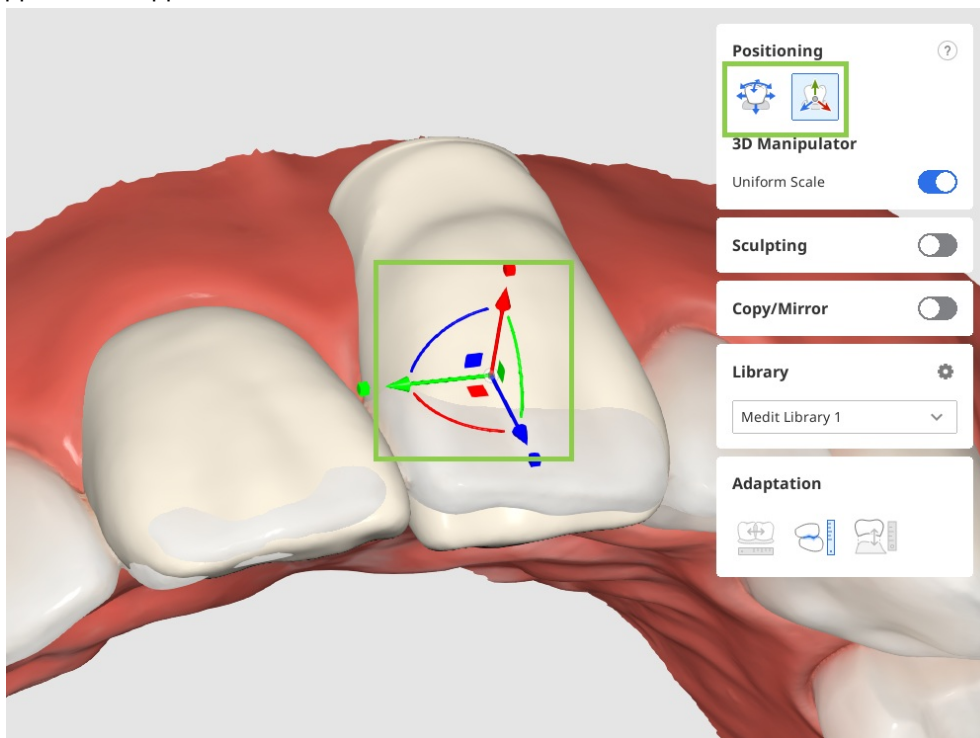 Positioning
?
3D Manipulator
Uniform Scale
Sculpting
Copy/Mirror
Library
Medit Library 1
Adaptation